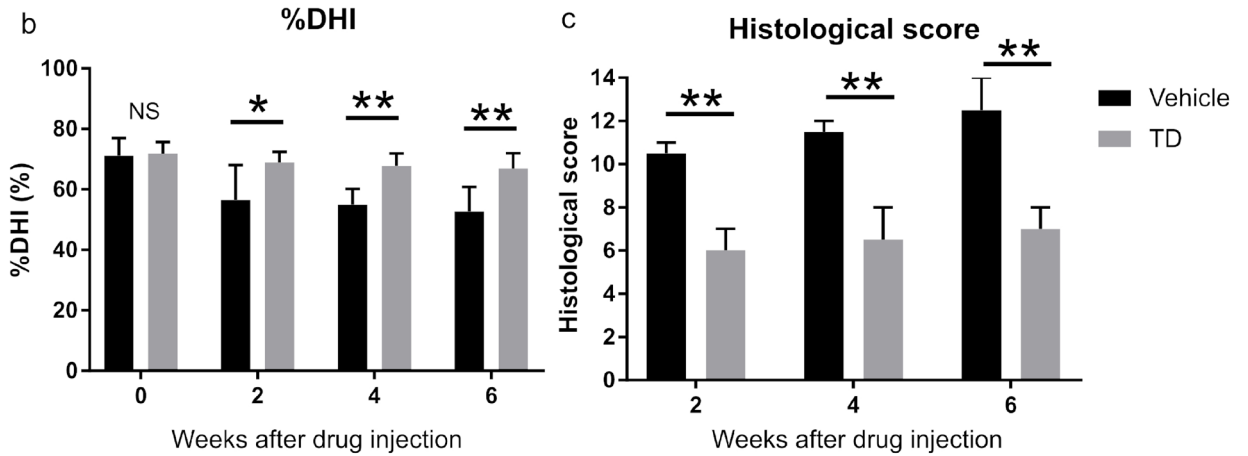 b
%DHI
%DHI (%)
100
80
60
40
20
0
NS
*
**
**
0 2 4 6
Weeks after drug injection
c
Histological score
Histological score
14
12
10
8
6
4
2
0
**
**
**
2 4 6
Weeks after drug injection
Vehicle
TD